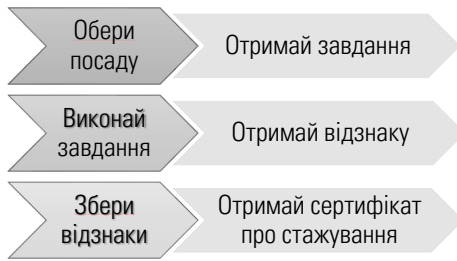 Обери
посаду
Отримай завдання
Виконай
завдання
Отримай відзнаку
Збери
відзнаки
Отримай сертифікат
про стажування